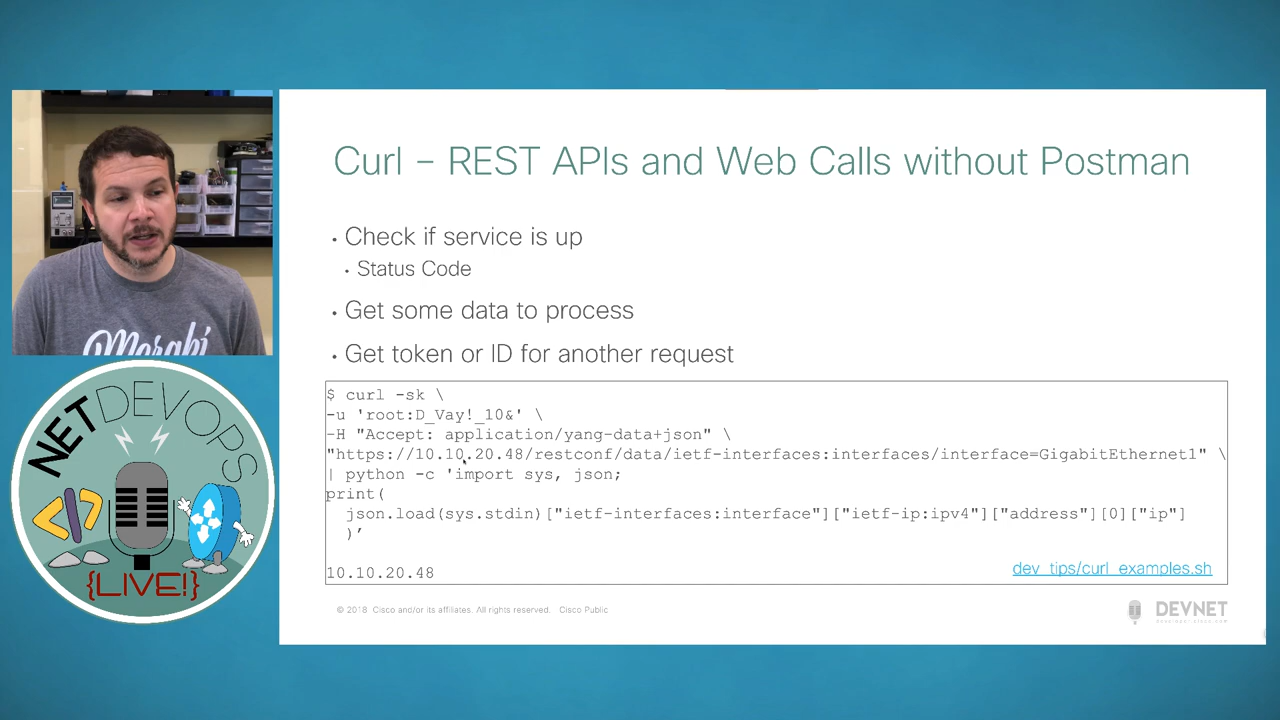 Curl – REST APIs and Web Calls without Postman
• Check if service is up
• Status Code
• Get some data to process
• Get token or ID for another request
$ curl -sk \
-u 'root:D_Vay!_10&' \
-H "Accept: application/yang-data+json" \
"https://10.10.20.48/restconf/data/ietf-interfaces:interfaces/interface=GigabitEthernet1" \
| python -c 'import sys, json;
print(
json.load(sys.stdin)["ietf-interfaces:interface"]["ietf-ip:ipv4"]["address"][0]["ip"]
)’
10.10.20.48
dev_tips/curl_examples.sh
© 2018 Cisco and/or its affiliates. All rights reserved. Cisco Public
DEVNET
developer.cisco.com
NETDEVOPS
</>
{LIVE!}